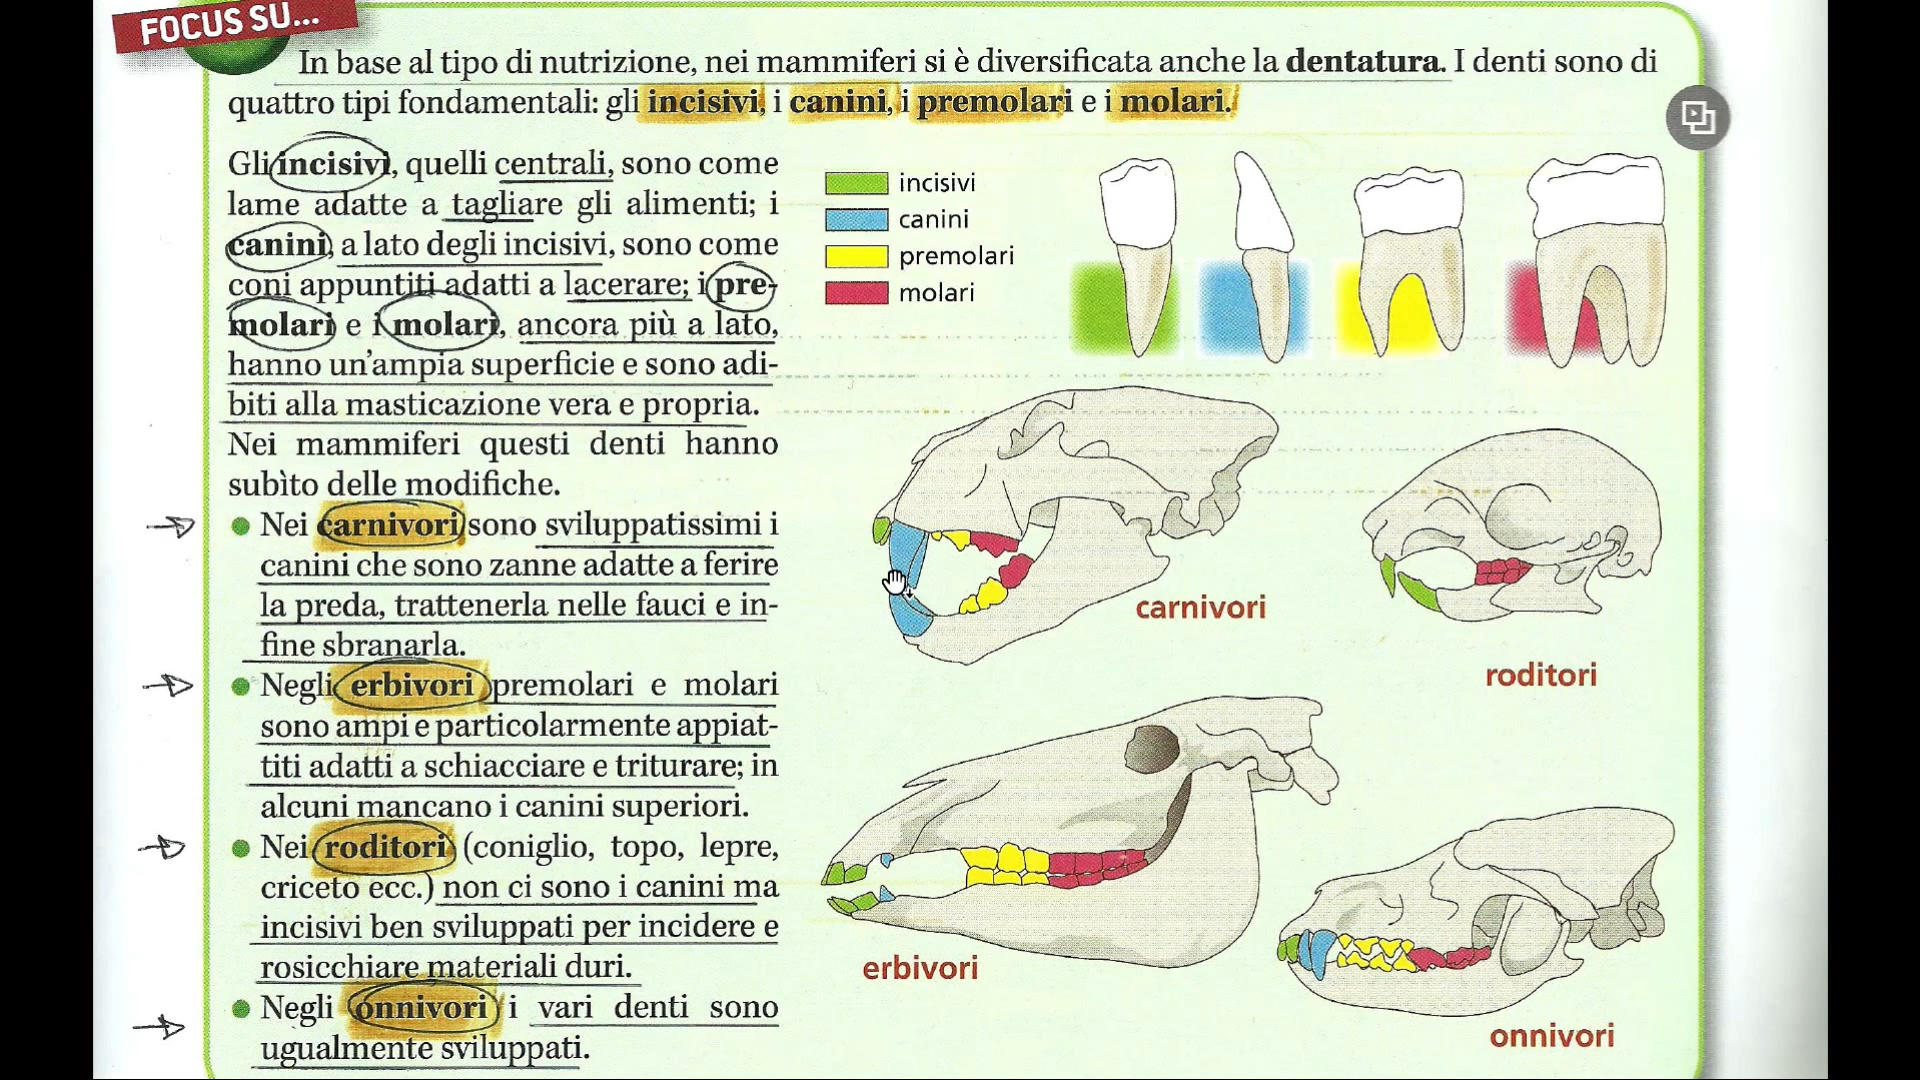 FOCUS SU...
In base al tipo di nutrizione, nei mammiferi si è diversificata anche la dentatura. I denti sono di
quattro tipi fondamentali: gli incisivi, i canini, i premolari e i molari.
Gli incisivi, quelli centrali, sono come
lame adatte a tagliare gli alimenti; i
canini, a lato degli incisivi, sono come
coni appuntiti adatti a lacerare; i pre-
molari e i molari, ancora più a lato,
hanno un'ampia superficie e sono adi-
biti alla masticazione vera e propria.
Nei mammiferi questi denti hanno
subìto delle modifiche.
Nei carnivori sono sviluppatissimi i
canini che sono zanne adatte a ferire
la preda, trattenerla nelle fauci e in-
fine sbranarla.
Negli erbivori premolari e molari
sono ampi e particolarmente appiat-
titi adatti a schiacciare e triturare; in
alcuni mancano i canini superiori.
Nei roditori (coniglio, topo, lepre,
criceto ecc.) non ci sono i canini ma
incisivi ben sviluppati per incidere e
rosicchiare materiali duri.
Negli onnivori i vari denti sono
ugualmente sviluppati.
incisivi
canini
premolari
molari
carnivori
roditori
erbivori
onnivori